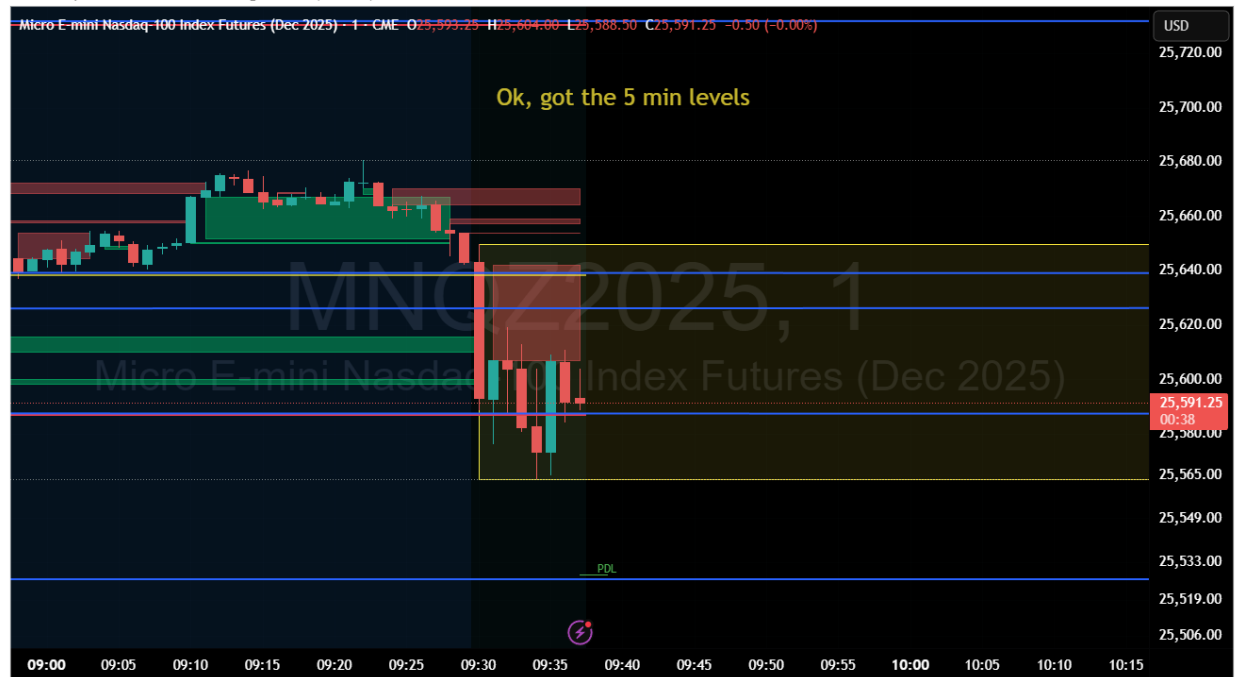 Micro E-mini Nasdaq-100 Index Futures (Dec 2025) · 1 · CME O25,593.25 H25,604.00 L25,588.50 C25,591.25 −0.50 (−0.00%)
USD
Ok, got the 5 min levels
MNQZ2025, 1
Micro E-mini Nasdaq-100 Index Futures (Dec 2025)
PDL
25,720.00
25,700.00
25,680.00
25,660.00
25,640.00
25,620.00
25,600.00
25,591.25
00:38
25,580.00
25,565.00
25,549.00
25,533.00
25,519.00
25,506.00
09:00 09:05 09:10 09:15 09:20 09:25 09:30 09:35 09:40 09:45 09:50 09:55 10:00 10:05 10:10 10:15